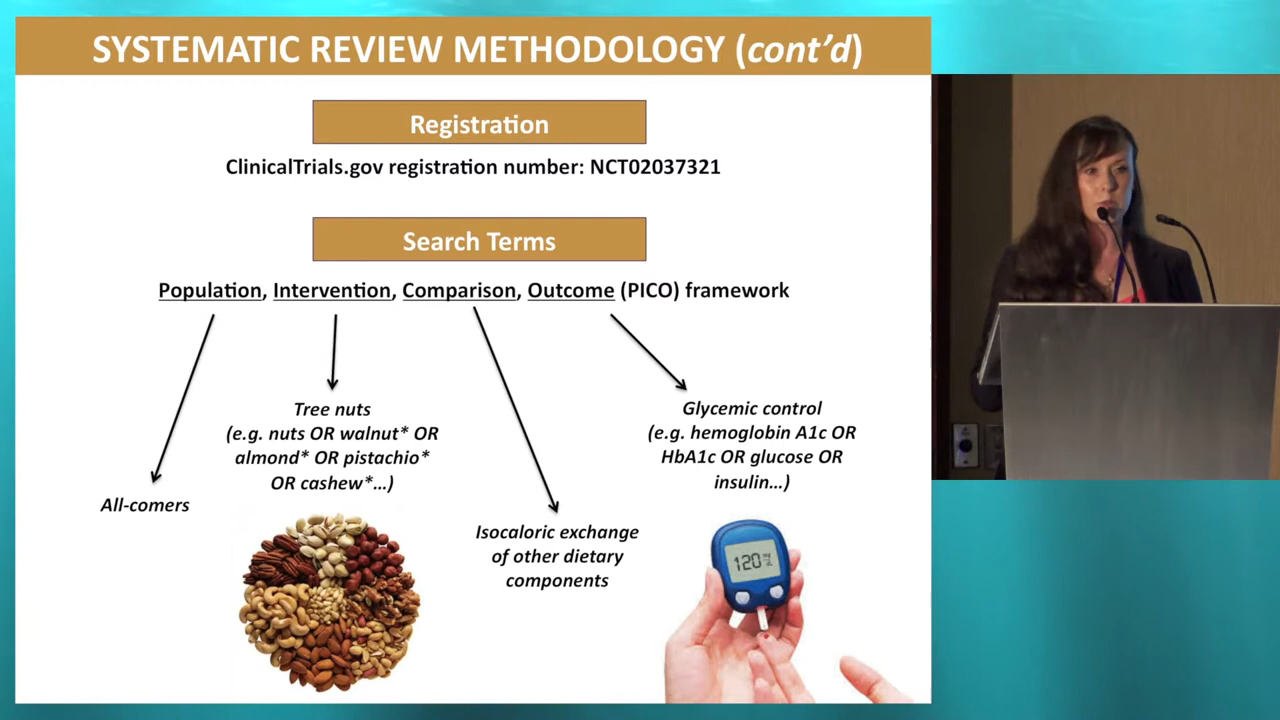 SYSTEMATIC REVIEW METHODOLOGY (cont'd)
Registration
ClinicalTrials.gov registration number: NCT02037321
Search Terms
Population, Intervention, Comparison, Outcome (PICO) framework
All-comers
Tree nuts
(e.g. nuts OR walnut* OR
almond* OR pistachio*
OR cashew*...)
Isocaloric exchange
of other dietary
components
Glycemic control
(e.g. hemoglobin A1c OR
HbA1c OR glucose OR
insulin...)
120